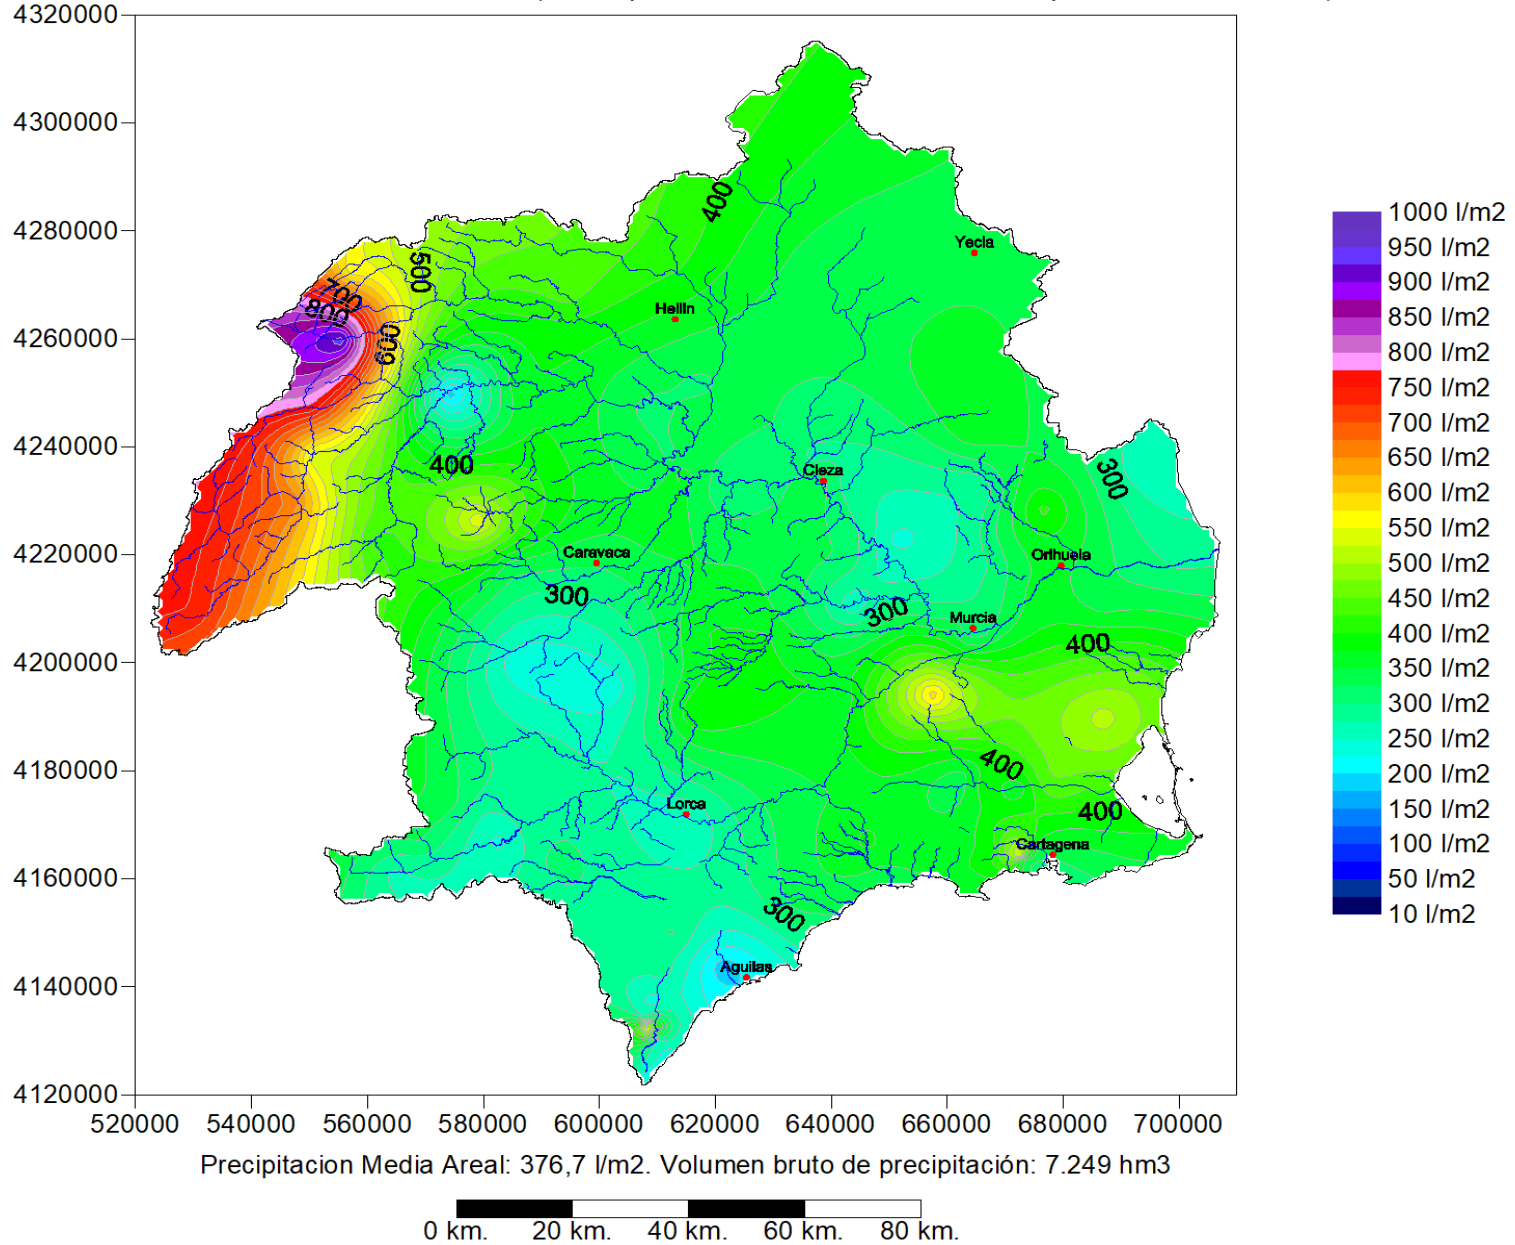 4320000
4300000
4280000
4260000
4240000
4220000
4200000
4180000
4160000
4140000
4120000
520000 540000 560000 580000 600000 620000 640000 660000 680000 700000
400
500
700
800
600
400
300
300
300
400
400
400
300
Yecla
Hellin
Cieza
Caravaca
Orihuela
Murcia
Lorca
Cartagena
Aguilas
1000 l/m2
950 l/m2
900 l/m2
850 l/m2
800 l/m2
750 l/m2
700 l/m2
650 l/m2
600 l/m2
550 l/m2
500 l/m2
450 l/m2
400 l/m2
350 l/m2
300 l/m2
250 l/m2
200 l/m2
150 l/m2
100 l/m2
50 l/m2
10 l/m2
Precipitacion Media Areal: 376,7 l/m2. Volumen bruto de precipitación: 7.249 hm3
0 km. 20 km. 40 km. 60 km. 80 km.